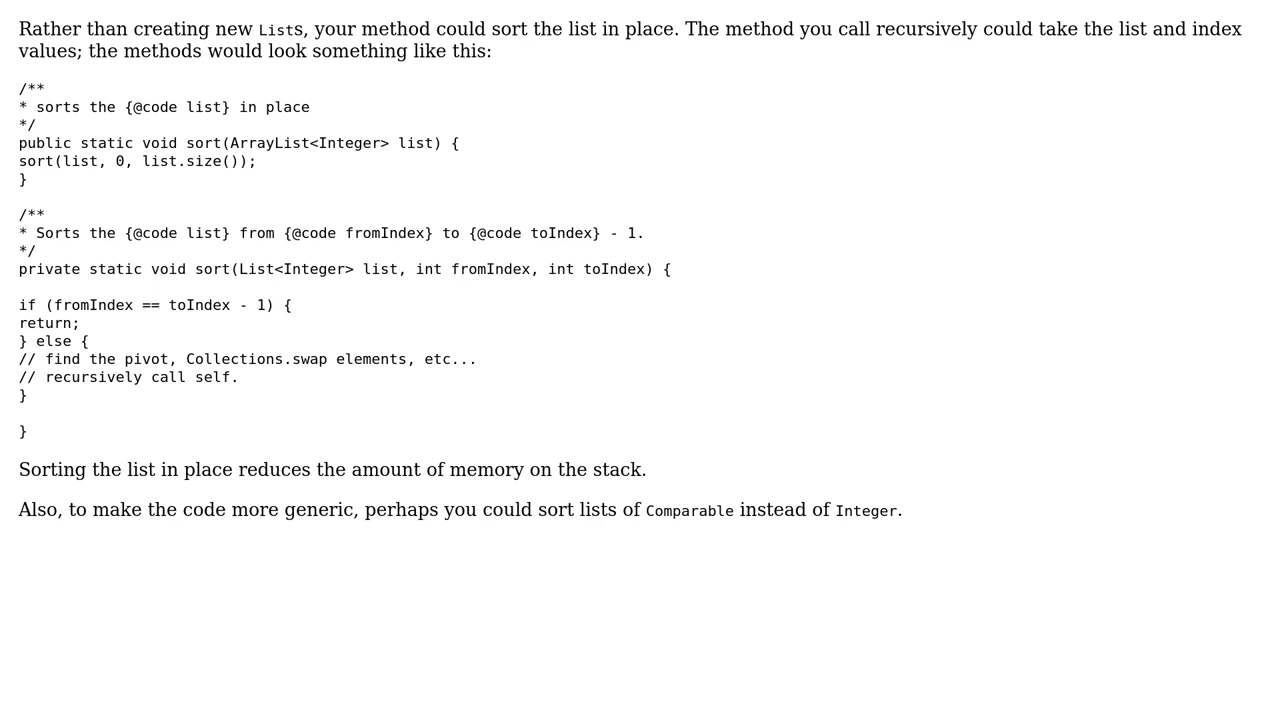 Rather than creating new Lists, your method could sort the list in place. The method you call recursively could take the list and index
values; the methods would look something like this:
/**
* sorts the {@code list} in place
*/
public static void sort(ArrayList<Integer> list) {
sort(list, 0, list.size());
}
/**
* Sorts the {@code list} from {@code fromIndex} to {@code toIndex} - 1.
*/
private static void sort(List<Integer> list, int fromIndex, int toIndex) {
if (fromIndex == toIndex - 1) {
return;
} else {
// find the pivot, Collections.swap elements, etc...
// recursively call self.
}
}
Sorting the list in place reduces the amount of memory on the stack.
Also, to make the code more generic, perhaps you could sort lists of Comparable instead of Integer.